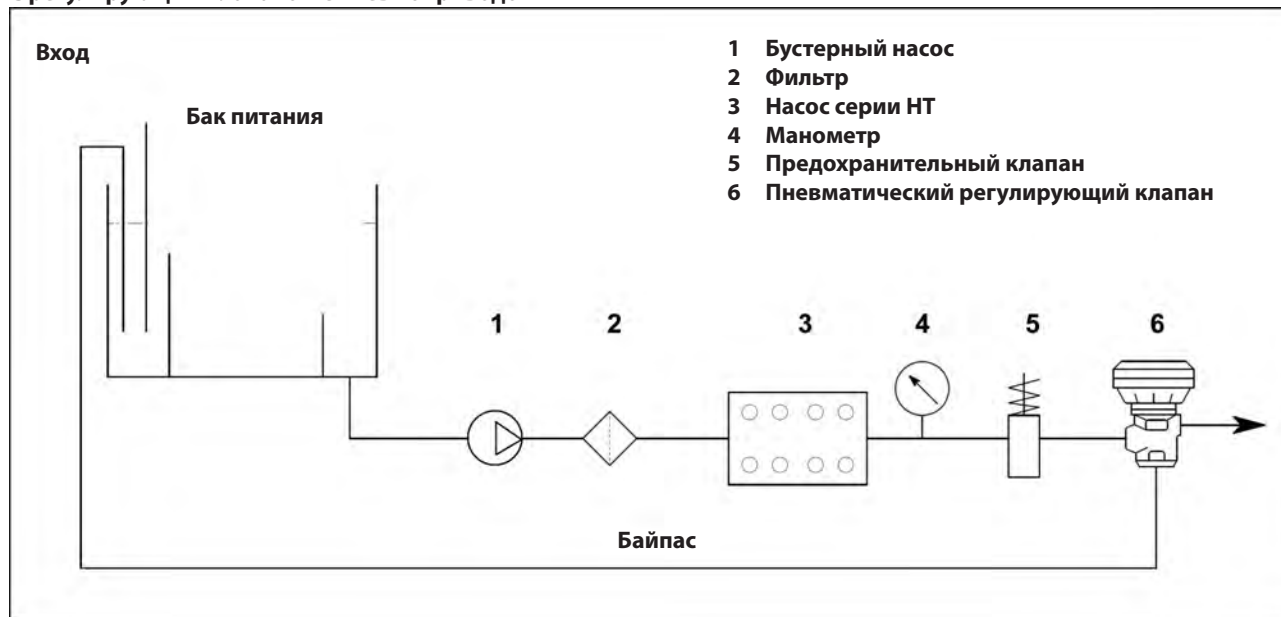 Вход
Бак питания
1 Бустерный насос
2 Фильтр
3 Насос серии НТ
4 Манометр
5 Предохранительный клапан
6 Пневматический регулирующий клапан
1 2 3 4 5 6
Байпас